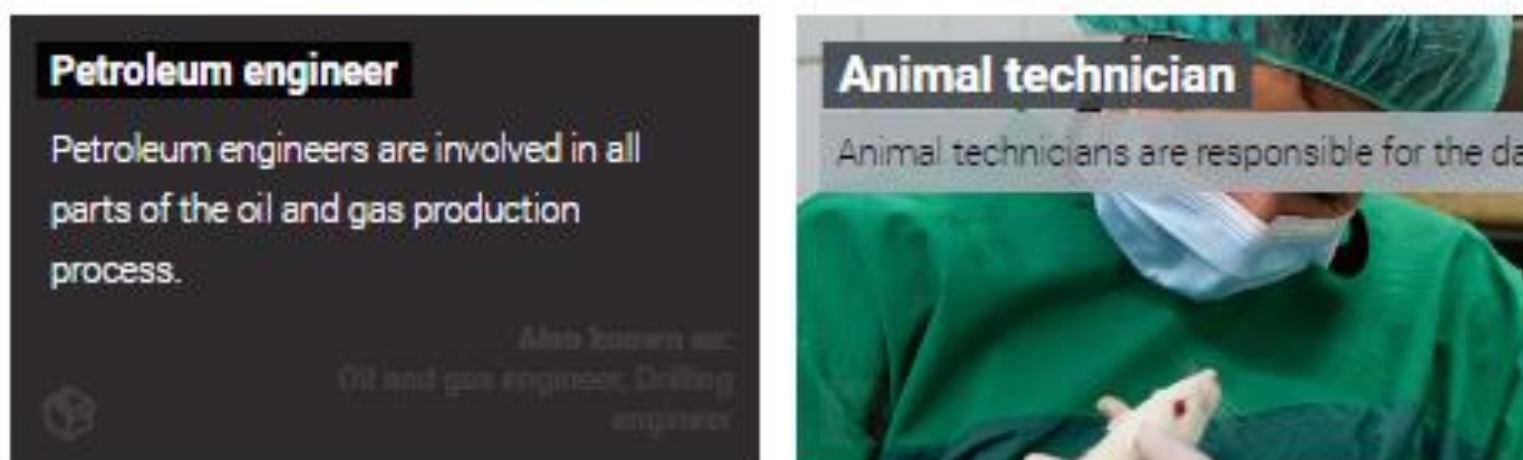 Petroleum engineer
Petroleum engineers are involved in all
parts of the oil and gas production
process.
Also known as:
Oil and gas engineer, Drilling
engineer
Animal technician
Animal technicians are responsible for the da